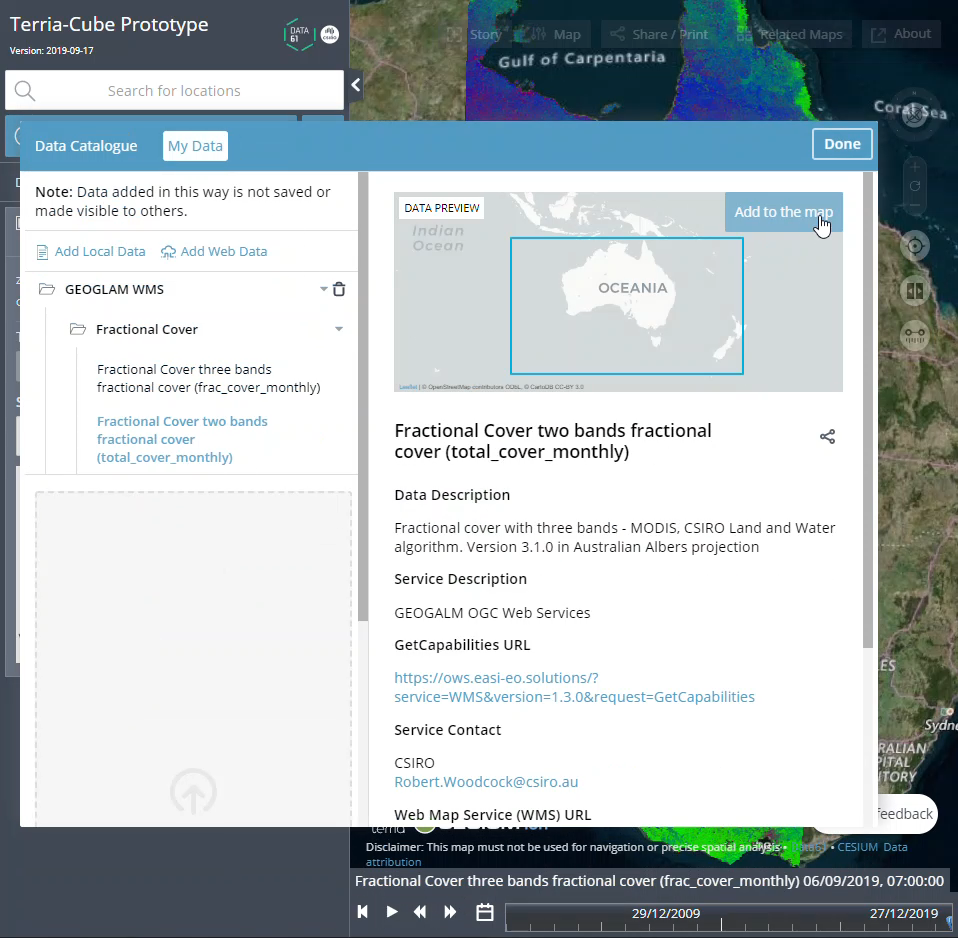 Terria-Cube Prototype
Version: 2019-09-17
DATA
61
csiro
Story
Map
Share / Print
Related Maps
About
Search for locations
Gulf of Carpentaria
Coral Sea
Data Catalogue
My Data
Done
Note: Data added in this way is not saved or
made visible to others.
Add Local Data
Add Web Data
GEOGLAM WMS
Fractional Cover
Fractional Cover three bands
fractional cover (frac_cover_monthly)
Fractional Cover two bands
fractional cover
(total_cover_monthly)
DATA PREVIEW
Add to the map
Indian
Ocean
OCEANIA
Leaflet | © OpenStreetMap contributors ODbL, © CartoDB CC-BY 3.0
Fractional Cover two bands fractional
cover (total_cover_monthly)
Data Description
Fractional cover with three bands - MODIS, CSIRO Land and Water
algorithm. Version 3.1.0 in Australian Albers projection
Service Description
GEOGALM OGC Web Services
GetCapabilities URL
https://ows.easi-eo.solutions/?
service=WMS&version=1.3.0&request=GetCapabilities
Service Contact
CSIRO
Robert.Woodcock@csiro.au
Web Map Service (WMS) URL
ES
Sydne
RALIAN
PITAL
ITORY
feedback
terria
CESIUM ion
Disclaimer: This map must not be used for navigation or precise spatial analysis •
• CESIUM Data
attribution
Fractional Cover three bands fractional cover (frac_cover_monthly) 06/09/2019, 07:00:00
29/12/2009
27/12/2019